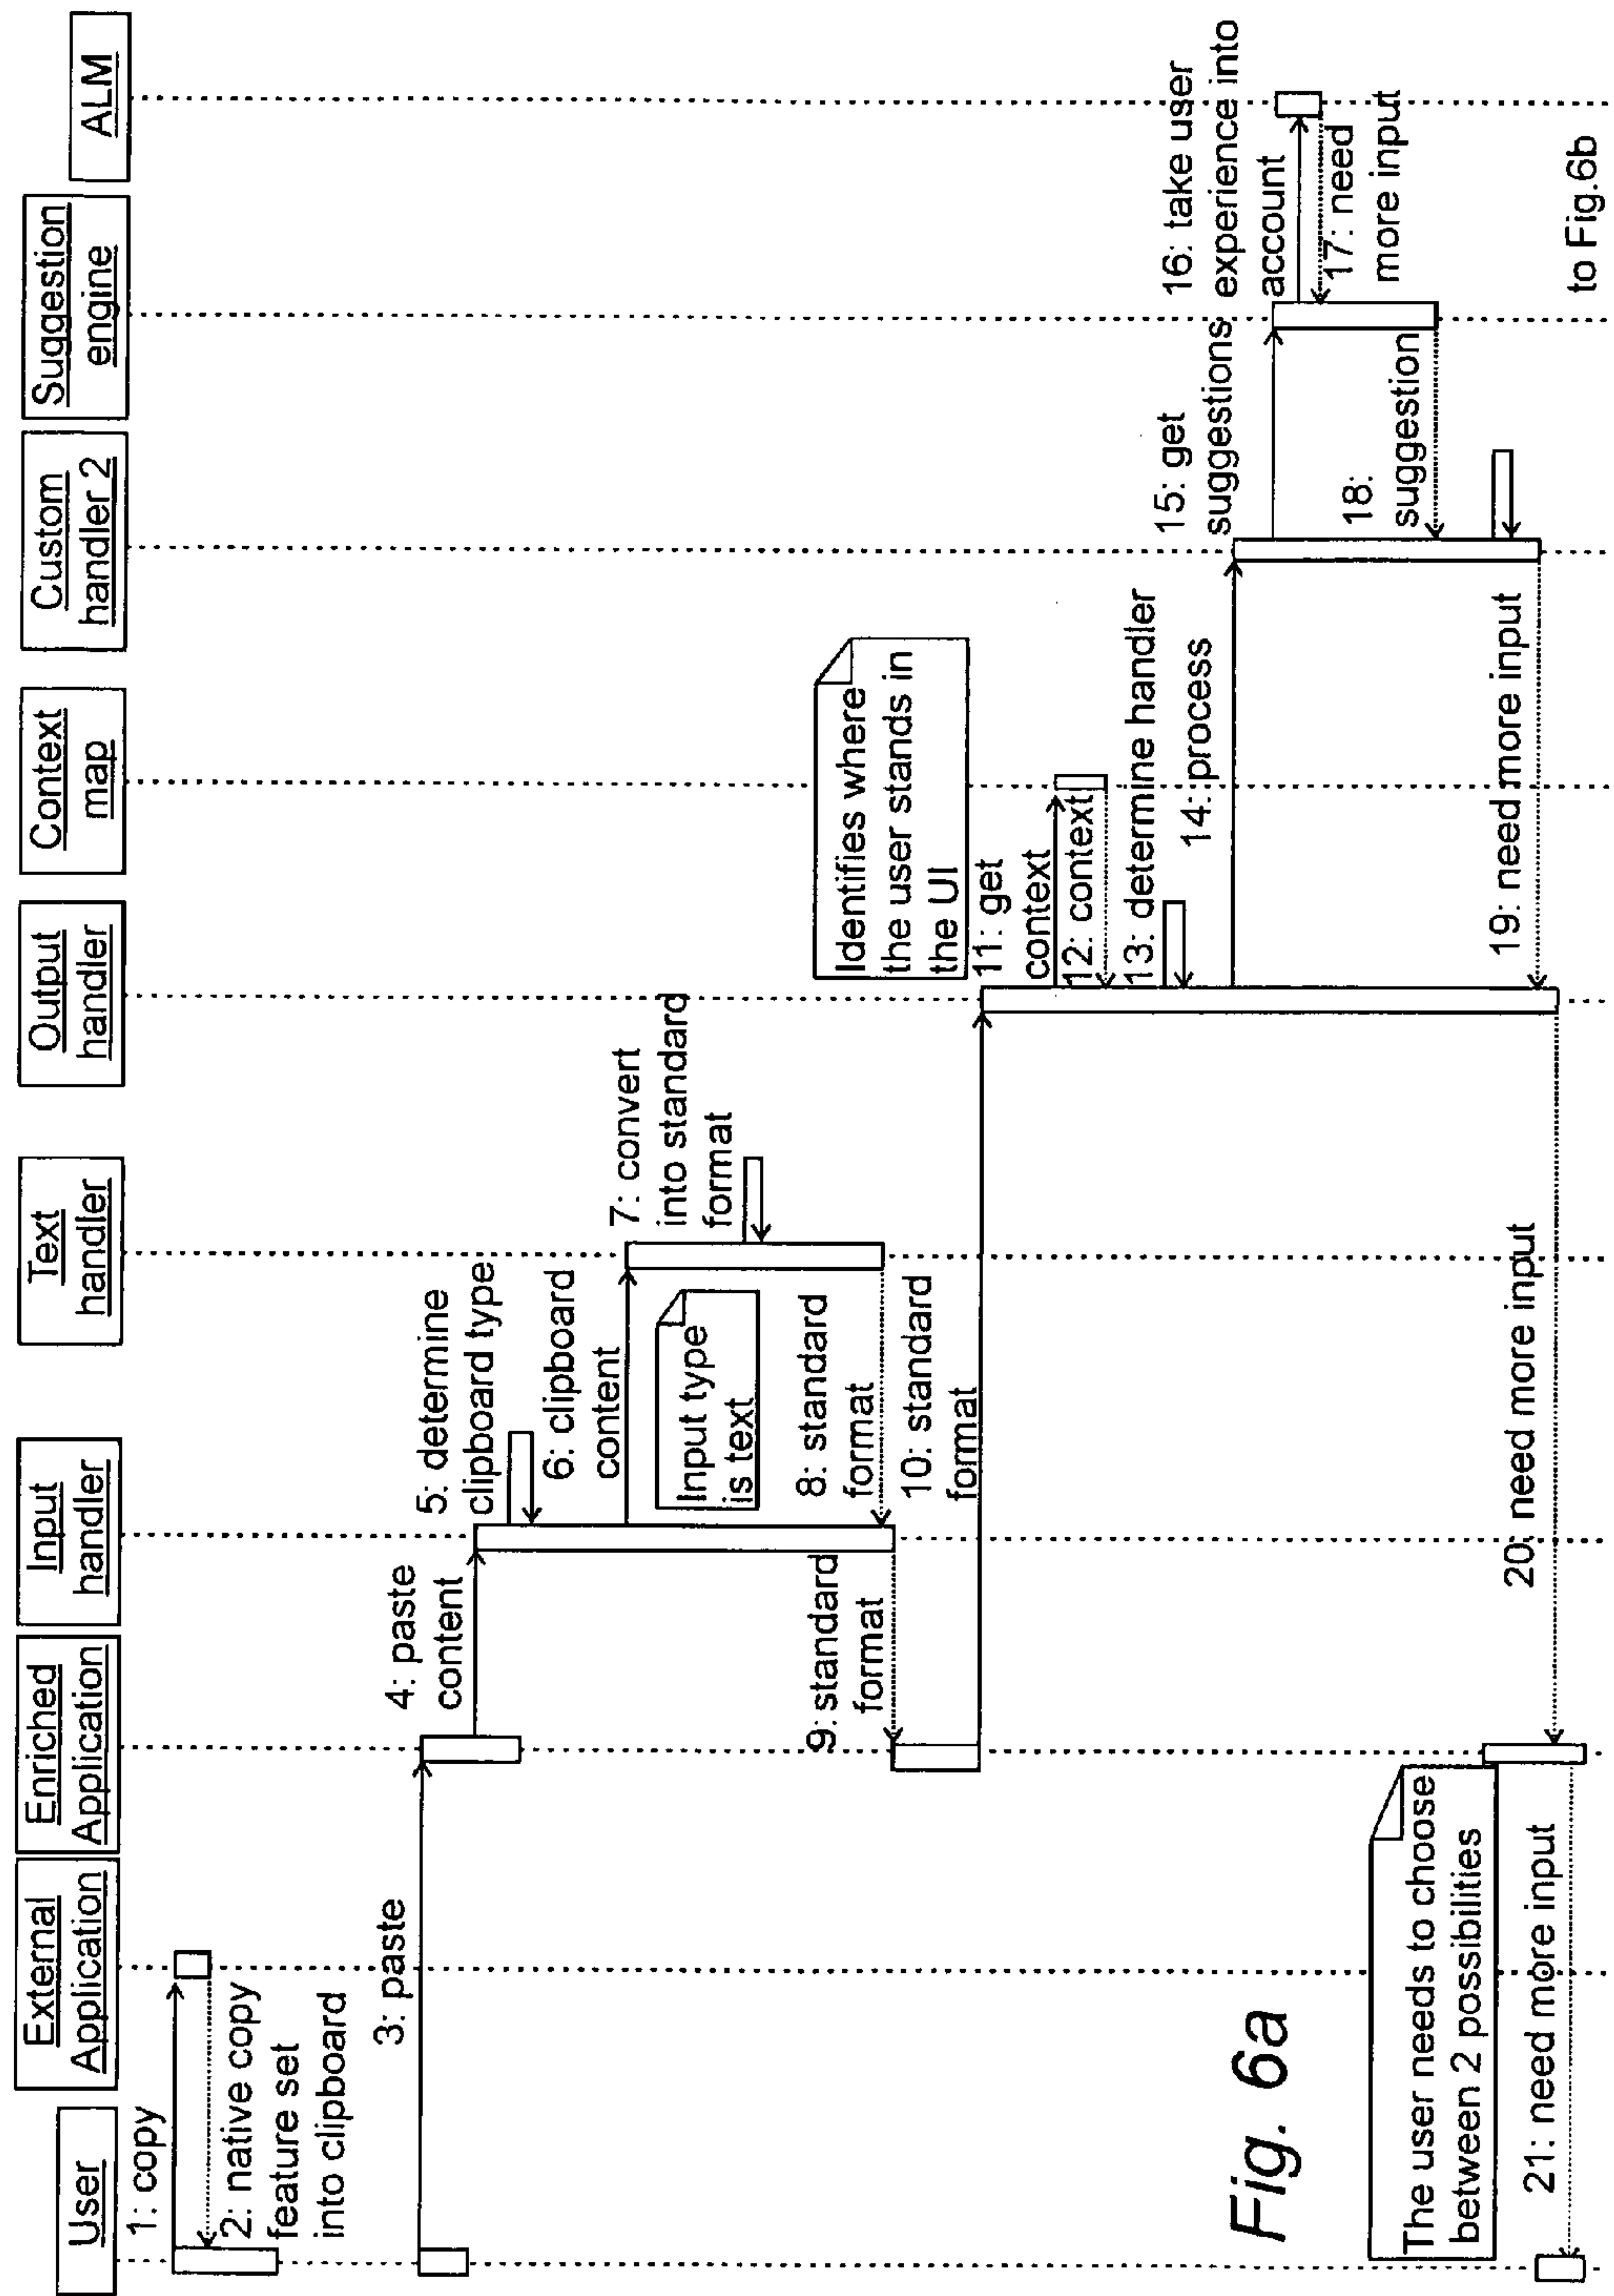 User
External
Application
Enriched
Application
Input
handler
Text
handler
Output
handler
Context
map
Custom
handler 2
Suggestion
engine
ALM
1: copy
2: native copy
feature set
into clipboard
3: paste
4: paste
content
5: determine
clipboard type
6: clipboard
content
Input type
is text
7: convert
into standard
format
8: standard
format
9: standard
format
10: standard
format
Identifies where
the user stands in
the UI
11: get
context
12: context
13: determine handler
14: process
15: get
suggestions
16: take user
experience into
account
17: need
more input
18:
suggestion
19: need more input
20: need more input
The user needs to choose
between 2 possibilities
21: need more input
Fig. 6a
to Fig.6b